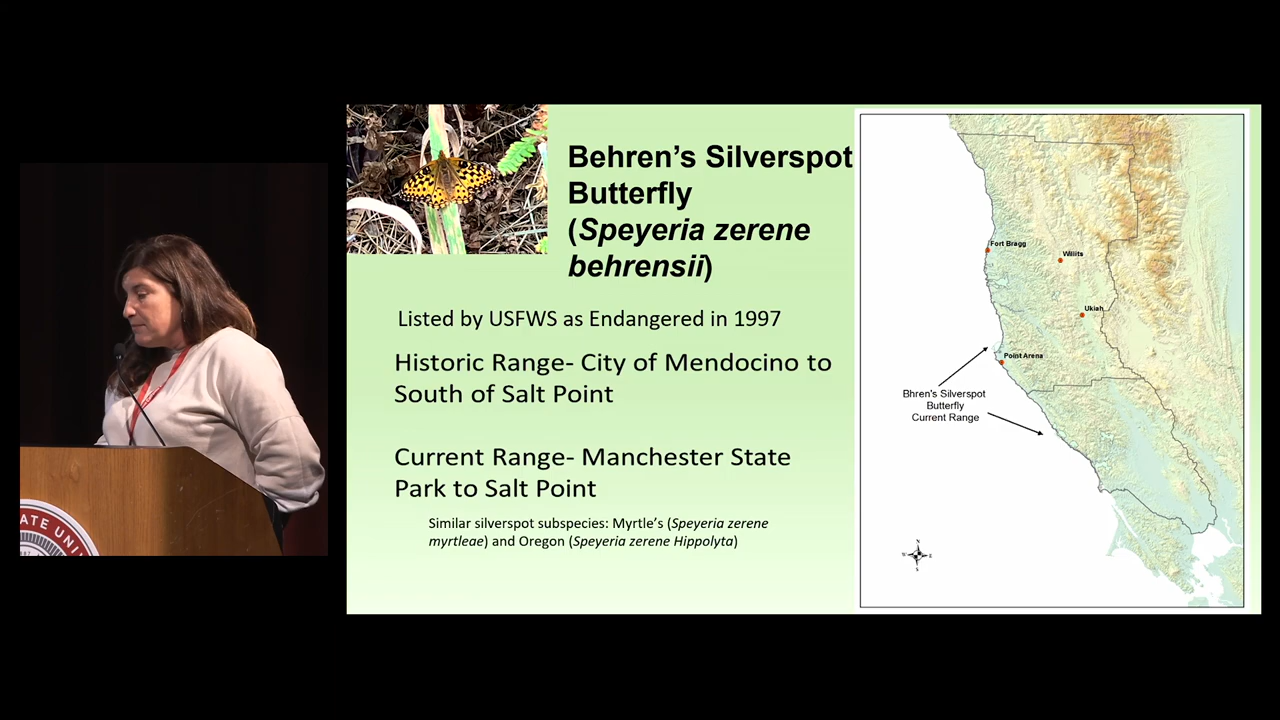 Behren's Silverspot
Butterfly
(Speyeria zerene
behrensii)
Listed by USFWS as Endangered in 1997
Historic Range- City of Mendocino to
South of Salt Point
Current Range- Manchester State
Park to Salt Point
Similar silverspot subspecies: Myrtle's (Speyeria zerene
myrtleae) and Oregon (Speyeria zerene Hippolyta)
Fort Bragg
Willits
Ukiah
Point Arena
Bhren's Silverspot
Butterfly
Current Range
N
W E
S
ATE UNI